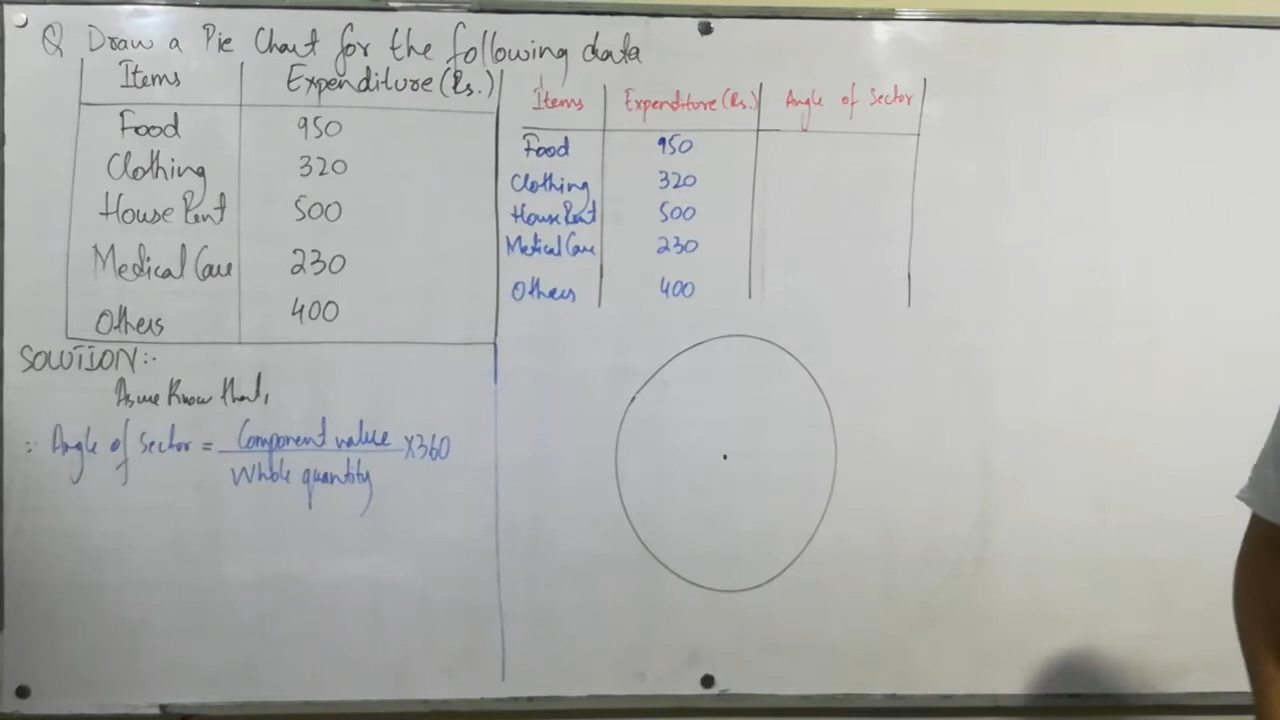 Q Draw a Pie Chart for the following data
Items Expenditure (Rs.)
Food 950
Clothing 320
House Rent 500
Medical Care 230
Others 400
SOLUTION:-
As we know that,
∴ Angle of Sector = Component value / Whole quantity ×360
Items Expenditure (Rs.) Angle of Sector
Food 950
Clothing 320
House Rent 500
Medical Care 230
Others 400